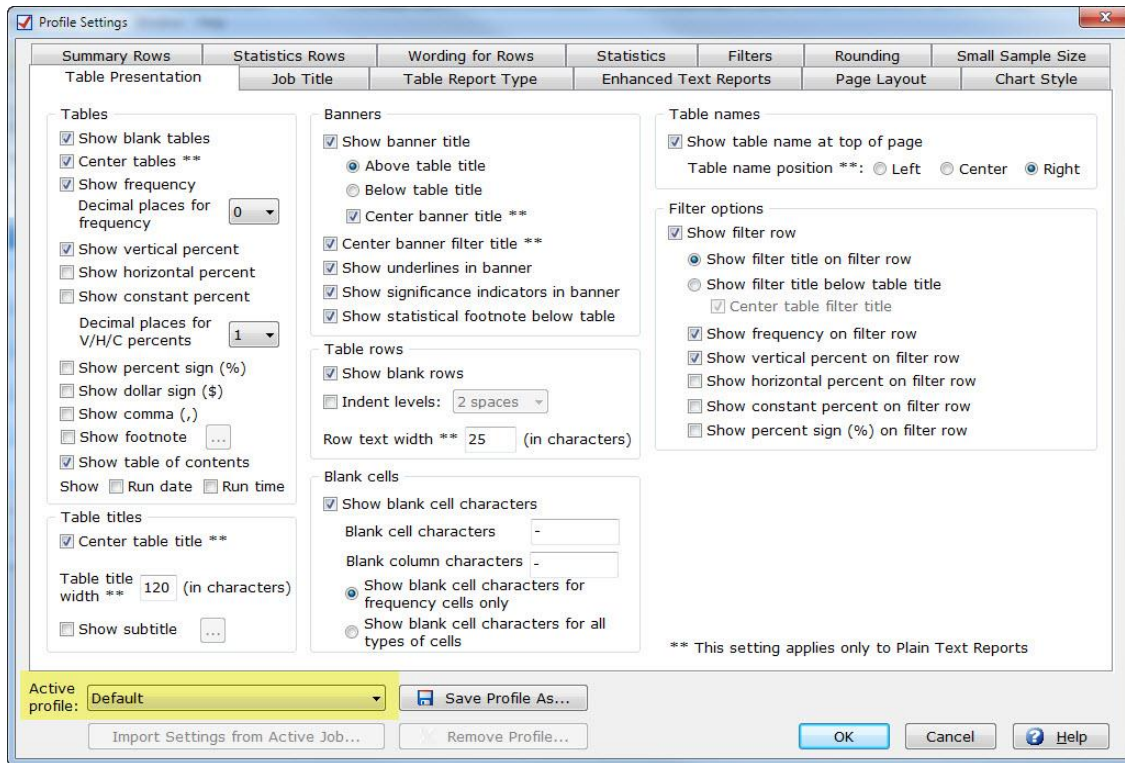 Profile Settings
Summary Rows
Statistics Rows
Wording for Rows
Statistics
Filters
Rounding
Small Sample Size
Table Presentation
Job Title
Table Report Type
Enhanced Text Reports
Page Layout
Chart Style
Tables
Show blank tables
Center tables **
Show frequency
Decimal places for
frequency
0
Show vertical percent
Show horizontal percent
Show constant percent
Decimal places for
V/H/C percents
1
Show percent sign (%)
Show dollar sign ($)
Show comma (,)
Show footnote ...
Show table of contents
Show Run date Run time
Table titles
Center table title **
Table title
width ** 120 (in characters)
Show subtitle ...
Banners
Show banner title
Above table title
Below table title
Center banner title **
Center banner filter title **
Show underlines in banner
Show significance indicators in banner
Show statistical footnote below table
Table rows
Show blank rows
Indent levels: 2 spaces
Row text width ** 25 (in characters)
Blank cells
Show blank cell characters
Blank cell characters -
Blank column characters -
Show blank cell characters for
frequency cells only
Show blank cell characters for all
types of cells
Table names
Show table name at top of page
Table name position **: Left Center Right
Filter options
Show filter row
Show filter title on filter row
Show filter title below table title
Center table filter title
Show frequency on filter row
Show vertical percent on filter row
Show horizontal percent on filter row
Show constant percent on filter row
Show percent sign (%) on filter row
** This setting applies only to Plain Text Reports
Active
profile: Default
Save Profile As...
Import Settings from Active Job...
Remove Profile...
OK
Cancel
Help